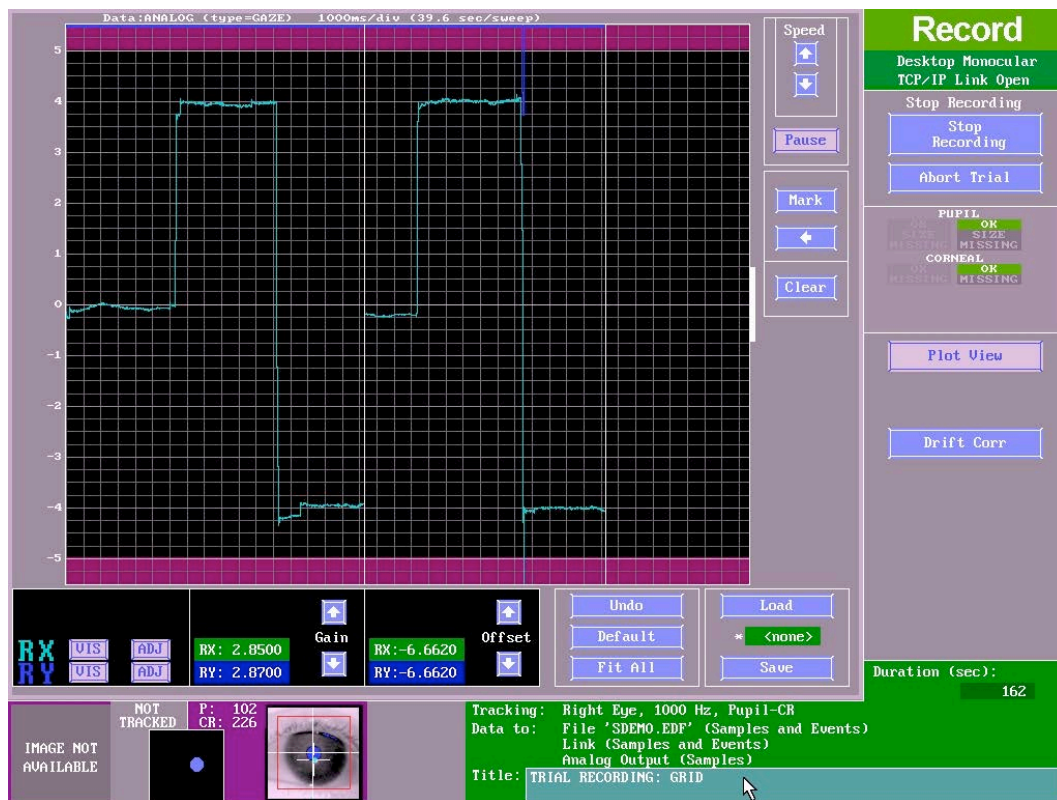 Data:ANALOG (type=GAZE) 1000ms/div (39.6 sec/sweep)
5
4
3
2
1
0
-1
-2
-3
-4
-5
Speed
Pause
Mark
Clear
Record
Desktop Monocular
TCP/IP Link Open
Stop Recording
Stop
Recording
Abort Trial
PUPIL
OK OK
SIZE SIZE
MISSING MISSING
CORNEAL
OK OK
MISSING MISSING
Plot View
Drift Corr
RX VIS ADJ
RY VIS ADJ
RX: 2.8500
RY: 2.8700
Gain
RX:-6.6620
RY:-6.6620
Offset
Undo
Default
Fit All
Load
* <none>
Save
Duration (sec):
162
IMAGE NOT
AVAILABLE
NOT
TRACKED
P: 102
CR: 226
Tracking: Right Eye, 1000 Hz, Pupil-CR
Data to: File 'SDEMO.EDF' (Samples and Events)
Link (Samples and Events)
Analog Output (Samples)
Title: TRIAL RECORDING: GRID